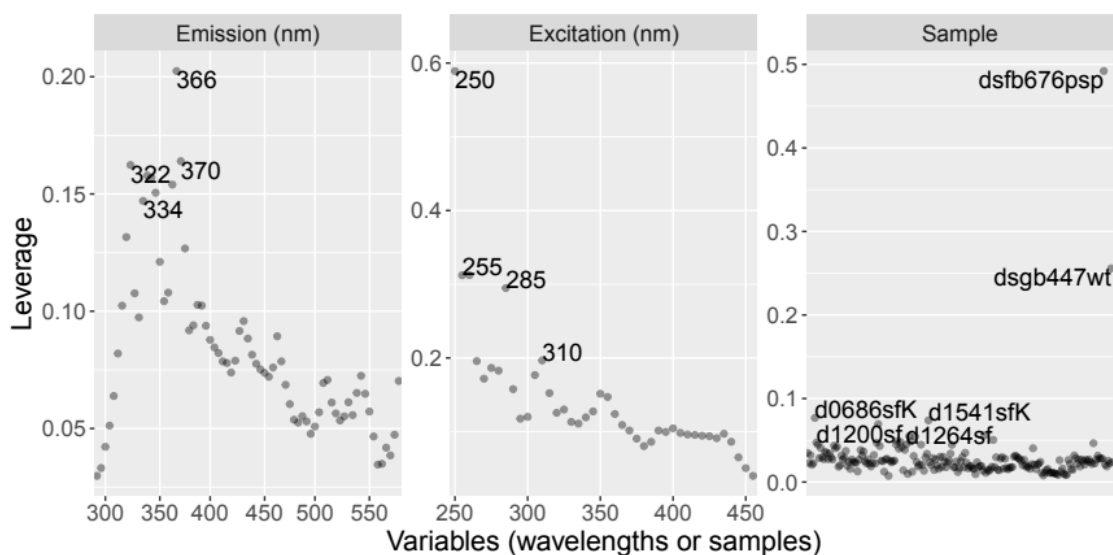 Emission (nm)
Excitation (nm)
Sample
Leverage
0.20
0.15
0.10
0.05
366
322
370
334
300
350
400
450
500
550
0.6
0.4
0.2
250
255
285
310
250
300
350
400
450
0.5
0.4
0.3
0.2
0.1
0.0
dsfb676psp
dsgb447wt
d0686sfK
d1541sfK
d1200sf
d1264sf
Variables (wavelengths or samples)